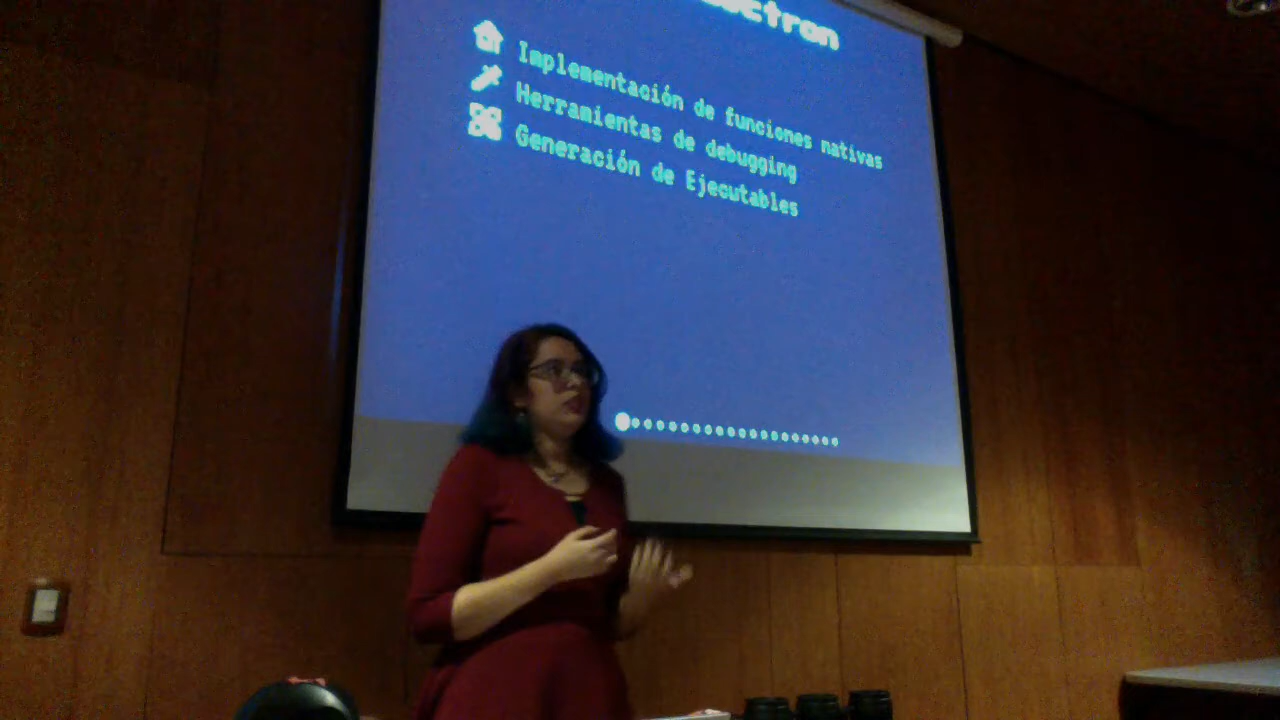 Implementación de funciones nativas
Herramientas de debugging
Generación de Ejecutables